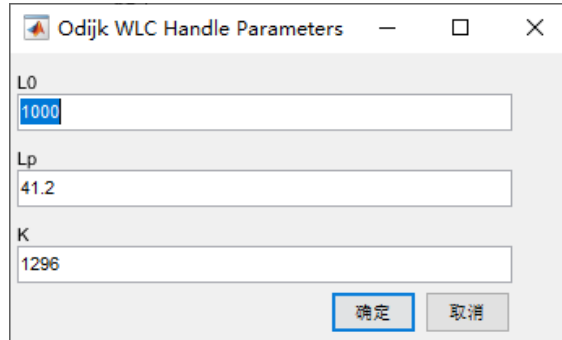 Odijk WLC Handle Parameters
L0
1000
Lp
41.2
K
1296
确定 取消